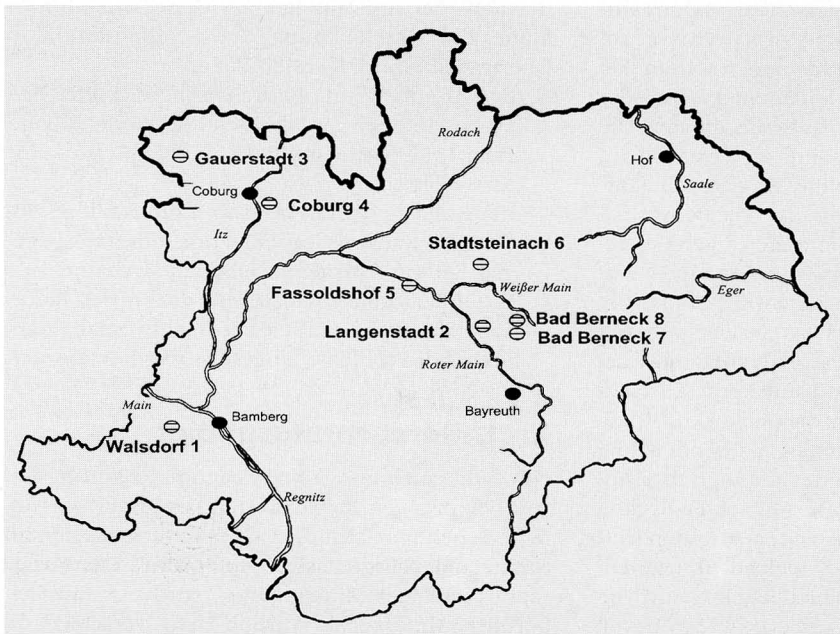 Rodach
Hof
Gauerstadt 3
Saale
Coburg
Coburg 4
Itz
Stadtsteinach 6
Weißer Main
Eger
Fassoldshof 5
Bad Berneck 8
Langenstadt 2
Bad Berneck 7
Roter Main
Main
Bayreuth
Bamberg
Walsdorf 1
Regnitz